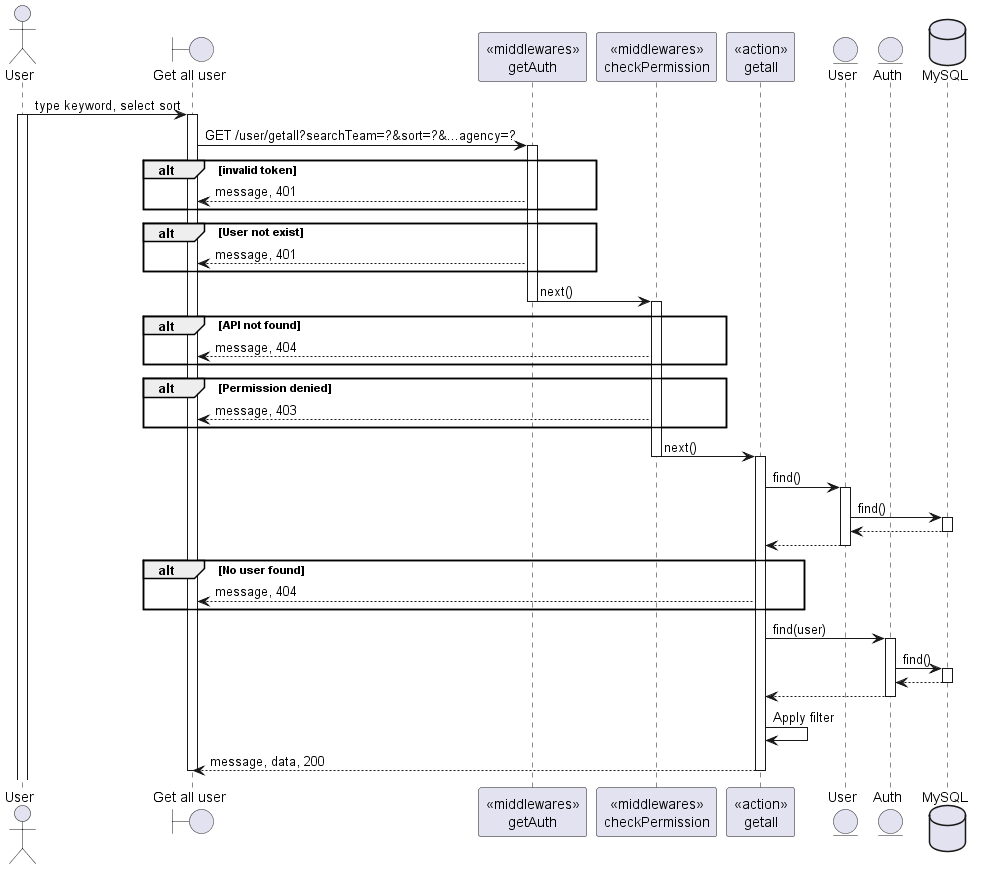 User
Get all user
«middlewares»
getAuth
«middlewares»
checkPermission
«action»
getall
User
Auth
MySQL
type keyword, select sort
GET /user/getall?searchTeam=?&sort=?&...agency=?
alt [invalid token]
message, 401
alt [User not exist]
message, 401
next()
alt [API not found]
message, 404
alt [Permission denied]
message, 403
next()
find()
find()
alt [No user found]
message, 404
find(user)
find()
Apply filter
message, data, 200
User
Get all user
«middlewares»
getAuth
«middlewares»
checkPermission
«action»
getall
User
Auth
MySQL